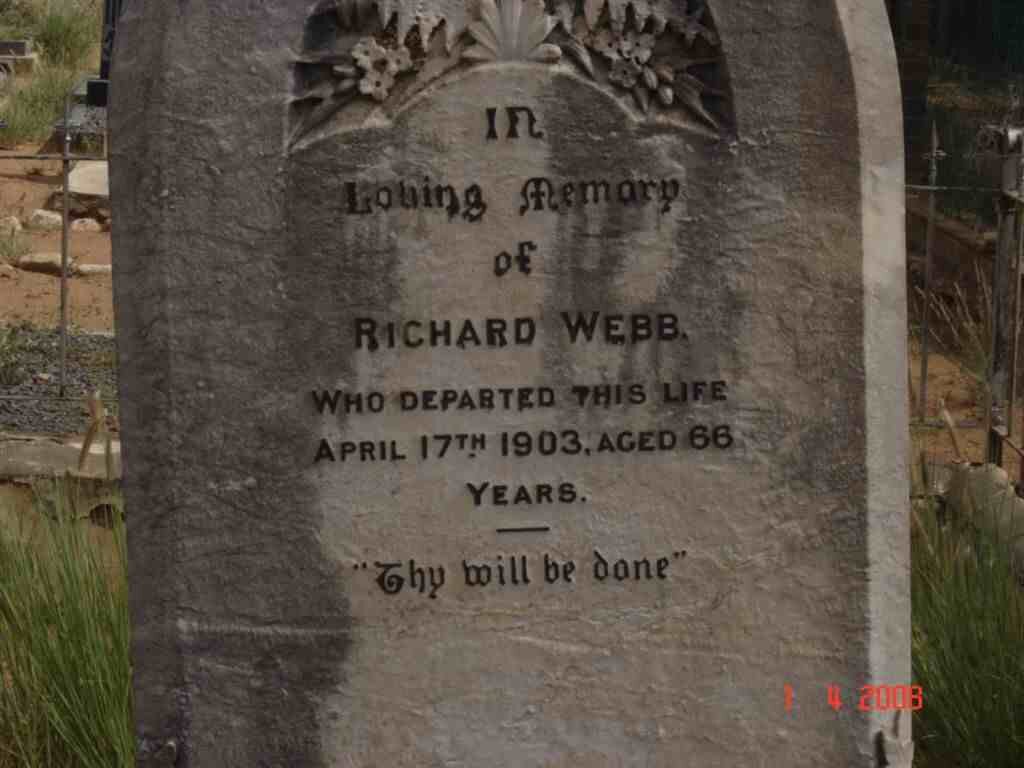 In
Loving Memory
of
RICHARD WEBB.
WHO DEPARTED THIS LIFE
APRIL 17TH 1903, AGED 66
YEARS.
"Thy will be done"
1 4 2008